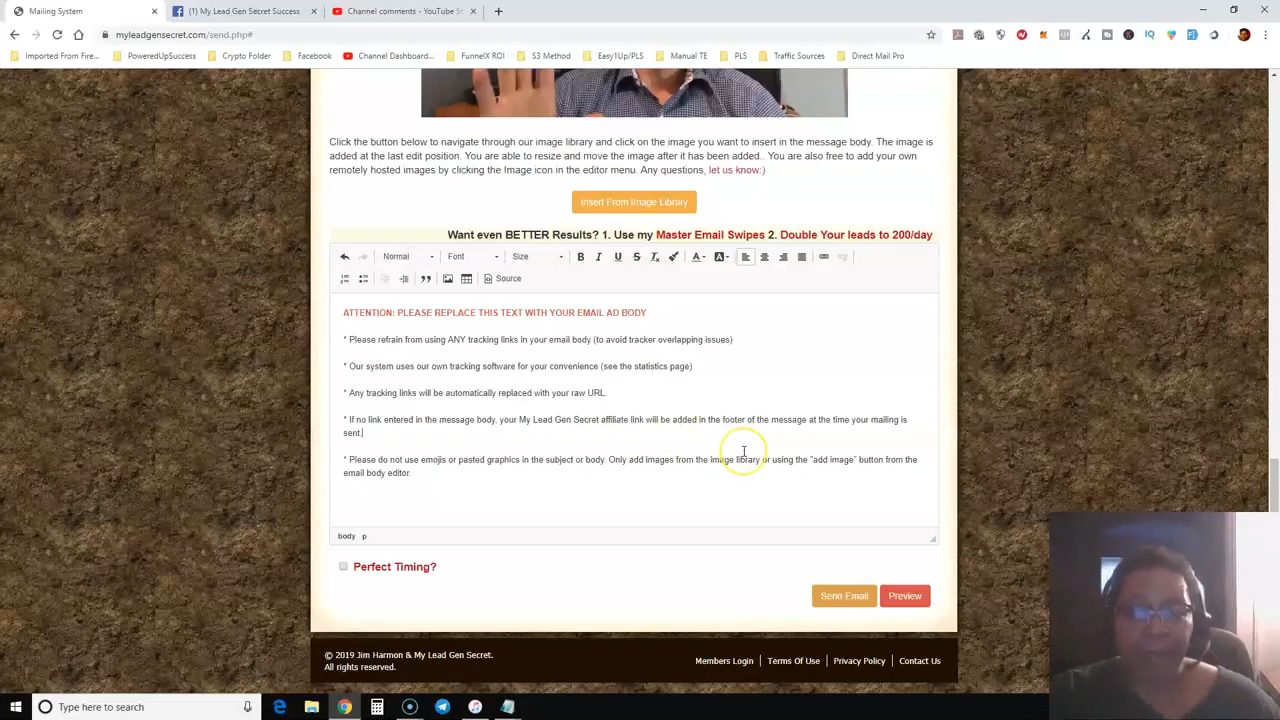 Mailing System
(1) My Lead Gen Secret Success
Channel comments - YouTube St
myleadgensecret.com/send.php#
Imported From Fire...
PoweredUpSuccess
Crypto Folder
Facebook
Channel Dashboard...
FunnelX ROI
S3 Method
Easy1Up/PLS
Manual TE
PLS
Traffic Sources
Direct Mail Pro
Click the button below to navigate through our image library and click on the image you want to insert in the message body. The image is
added at the last edit position. You are able to resize and move the image after it has been added.. You are also free to add your own
remotely hosted images by clicking the Image icon in the editor menu. Any questions, let us know:)
Insert From Image Library
Want even BETTER Results? 1. Use my Master Email Swipes 2. Double Your leads to 200/day
Normal
Font
Size
B I U S
Source
ATTENTION: PLEASE REPLACE THIS TEXT WITH YOUR EMAIL AD BODY
* Please refrain from using ANY tracking links in your email body (to avoid tracker overlapping issues)
* Our system uses our own tracking software for your convenience (see the statistics page)
* Any tracking links will be automatically replaced with your raw URL.
* If no link entered in the message body, your My Lead Gen Secret affiliate link will be added in the footer of the message at the time your mailing is
sent.
* Please do not use emojis or pasted graphics in the subject or body. Only add images from the image library or using the "add image" button from the
email body editor.
body p
Perfect Timing?
Send Email
Preview
© 2019 Jim Harmon & My Lead Gen Secret.
All rights reserved.
Members Login
Terms Of Use
Privacy Policy
Contact Us
Type here to search